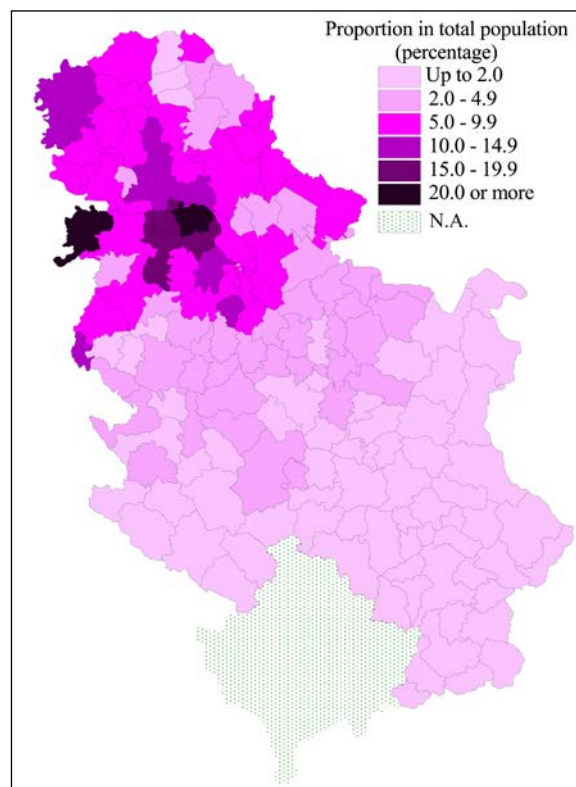 Proportion in total population
(percentage)
Up to 2.0
2.0 - 4.9
5.0 - 9.9
10.0 - 14.9
15.0 - 19.9
20.0 or more
N.A.